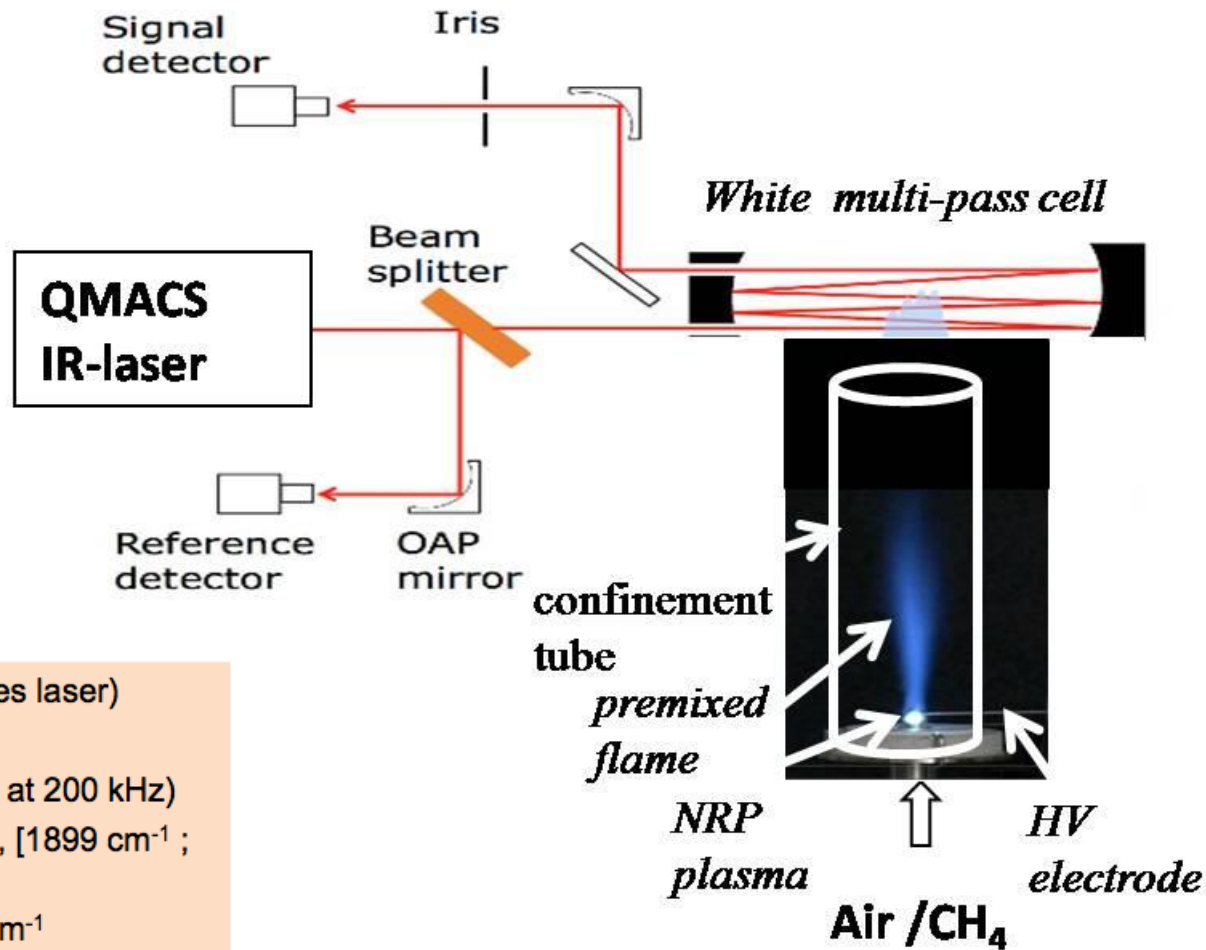 Signal
detector
Iris
White multi-pass cell
Beam
splitter
QMACS
IR-laser
Reference
detector
OAP
mirror
confinement
tube
premixed
flame
NRP
plasma
HV
electrode
Air /CH₄
es laser)
at 200 kHz)
, [1899 cm⁻¹ ;
m⁻¹